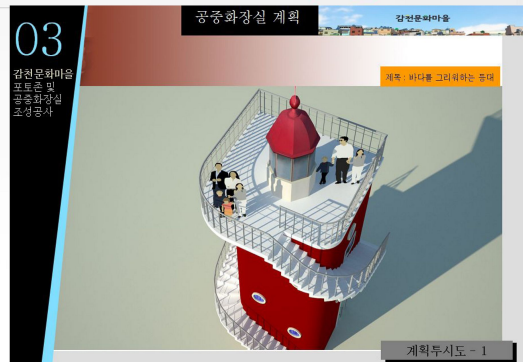 공중화장실 계획
감천문화마을
03
감천문화마을
포토존 및
공중화장실
조성공사
제목 : 바다를 그리워하는 등대
계획투시도 - 1